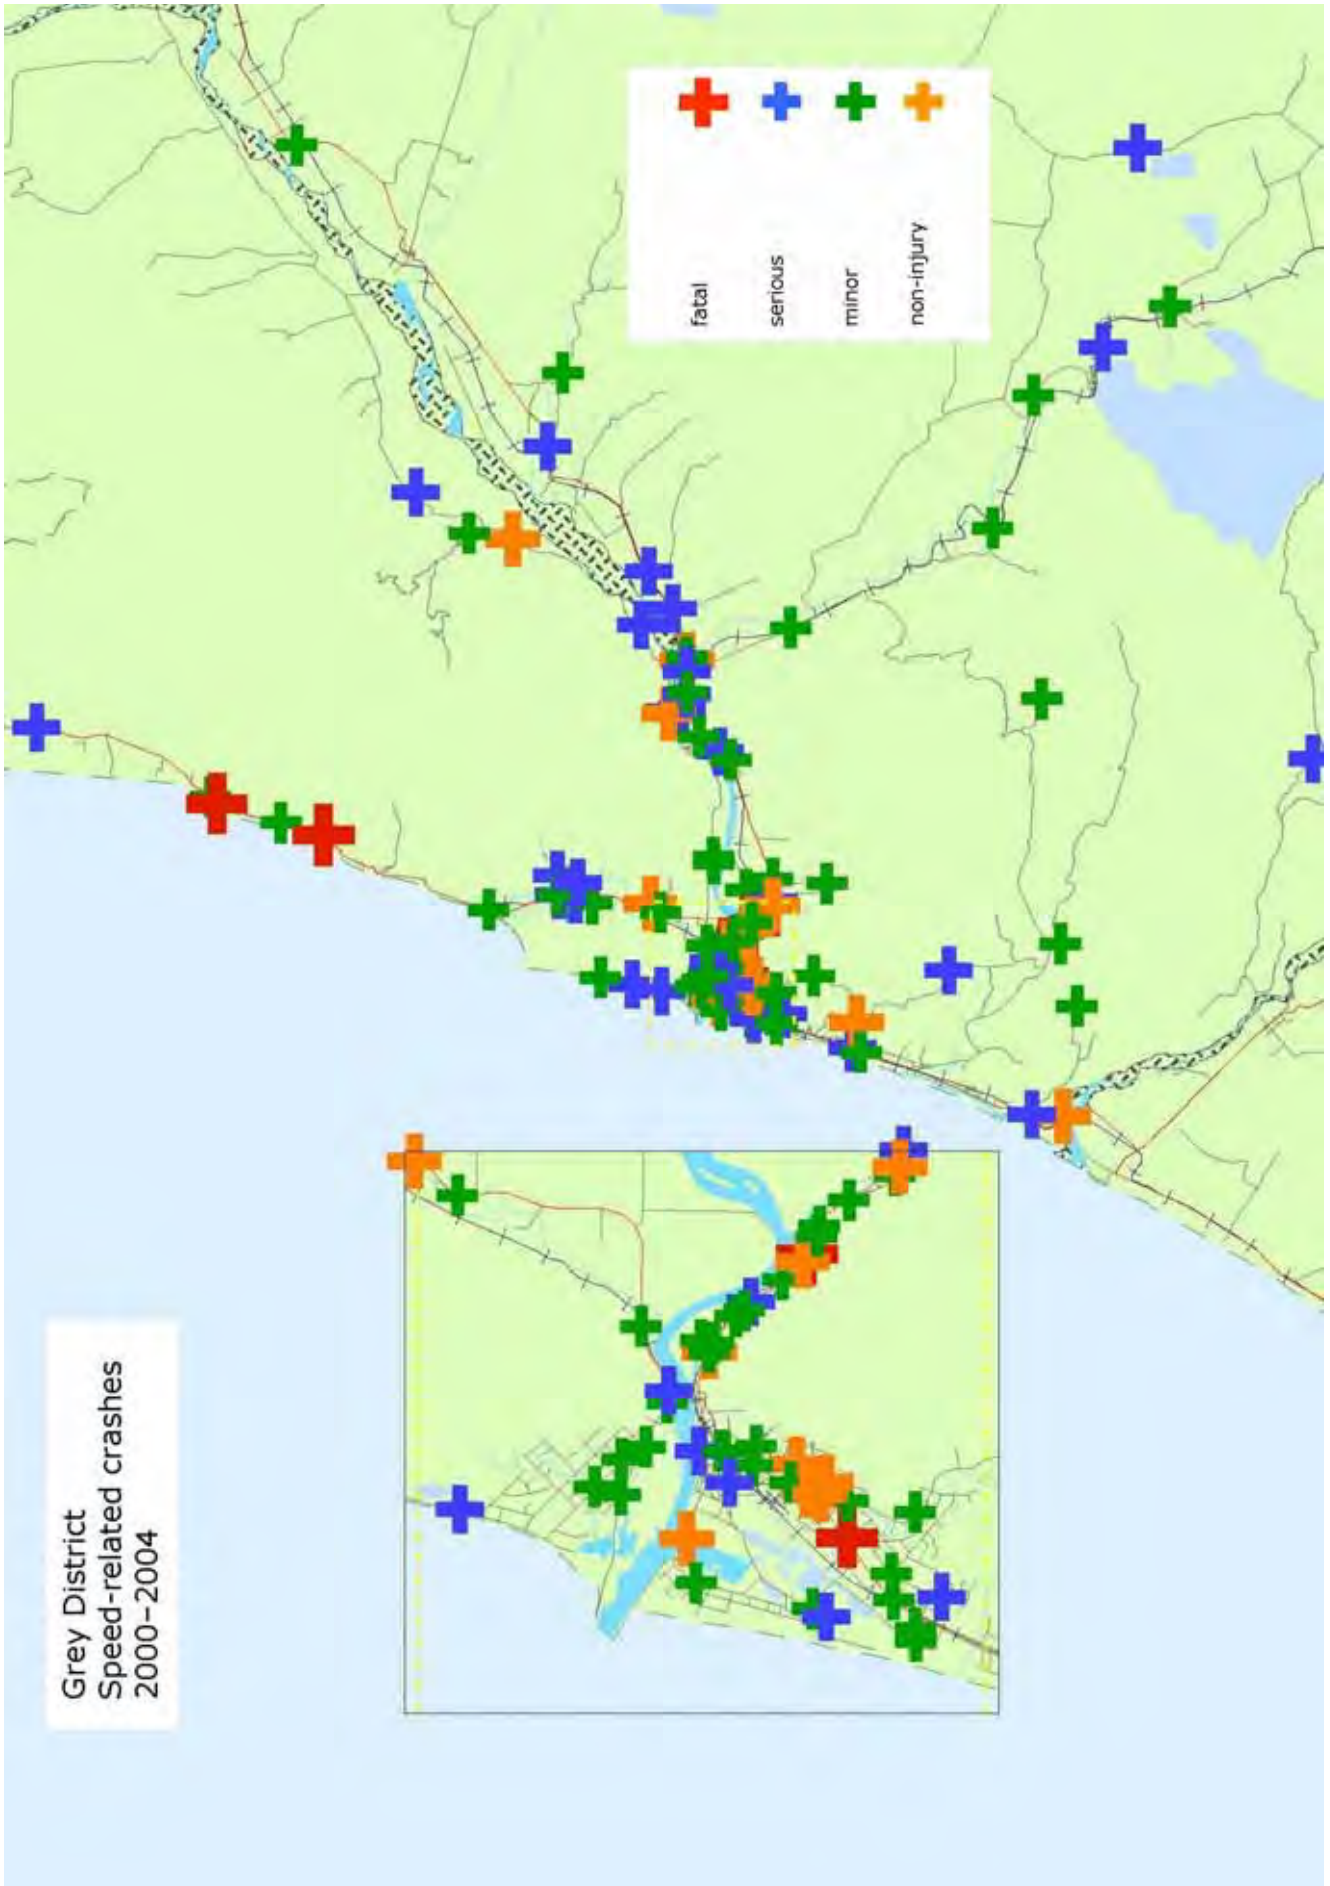 Grey District
Speed-related crashes
2000-2004
fatal
serious
minor
non-injury